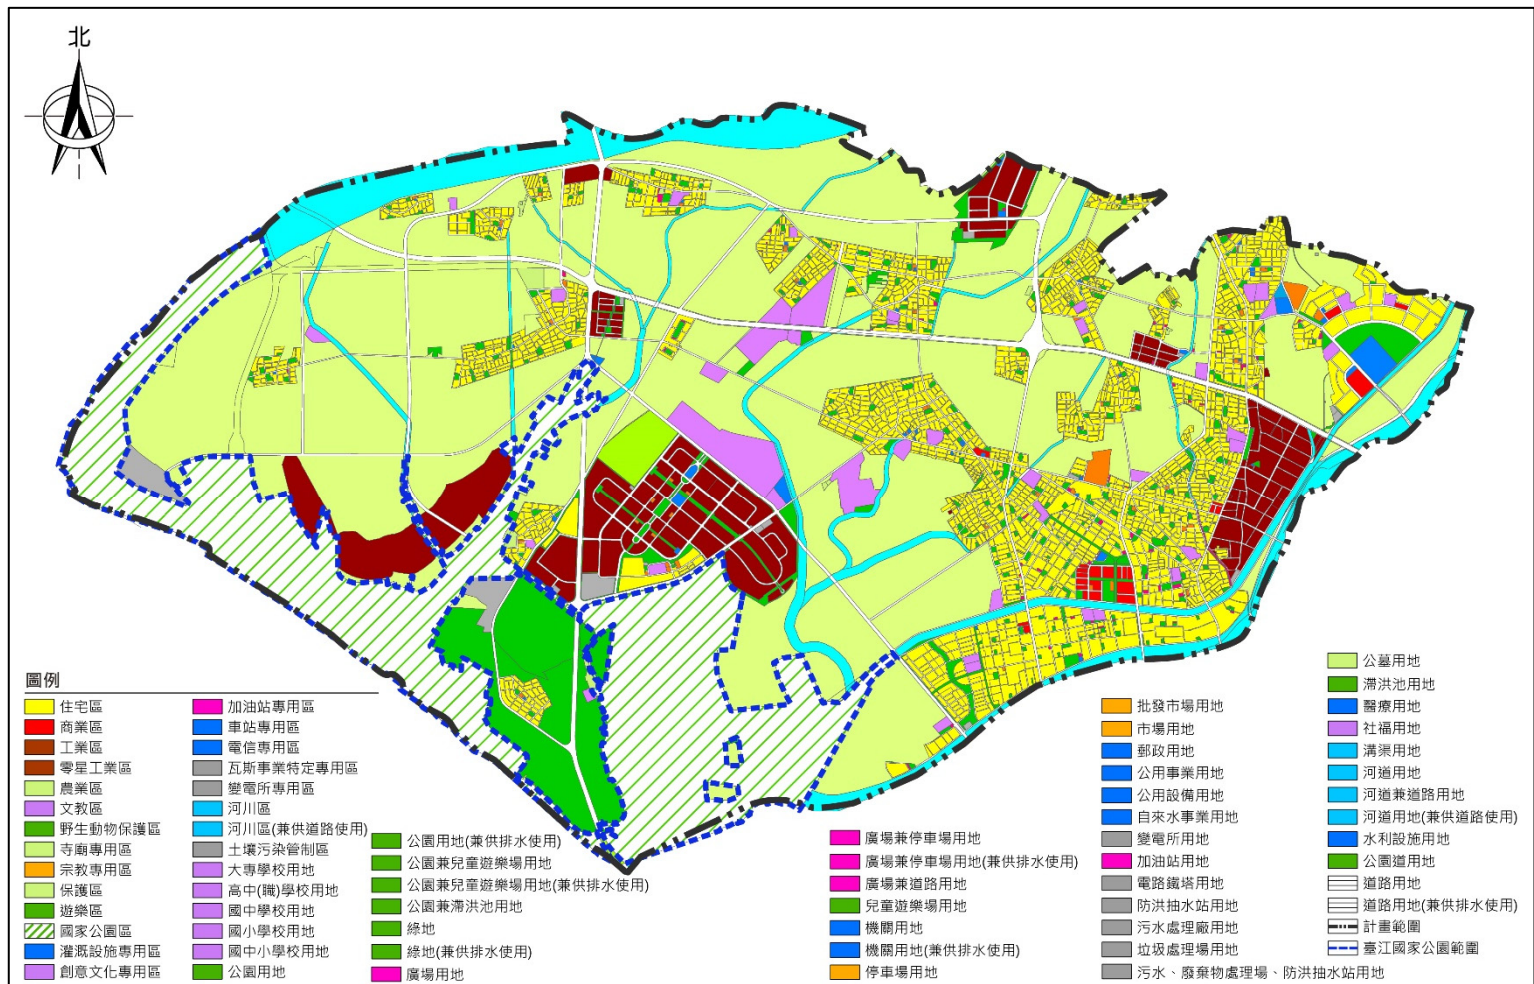 北
圖例
住宅區
商業區
工業區
零星工業區
農業區
文教區
野生動物保護區
寺廟專用區
宗教專用區
保護區
遊樂區
國家公園區
灌溉設施專用區
創意文化專用區
加油站專用區
車站專用區
電信專用區
瓦斯事業特定專用區
變電所專用區
河川區
河川區(兼供道路使用)
土壤污染管制區
大專學校用地
高中(職)學校用地
國中學校用地
國小學校用地
國中小學校用地
公園用地
公園用地(兼供排水使用)
公園兼兒童遊樂場用地
公園兼兒童遊樂場用地(兼供排水使用)
公園兼滯洪池用地
綠地
綠地(兼供排水使用)
廣場用地
廣場兼停車場用地
廣場兼停車場用地(兼供排水使用)
廣場兼道路用地
兒童遊樂場用地
機關用地
機關用地(兼供排水使用)
停車場用地
批發市場用地
市場用地
郵政用地
公用事業用地
公用設備用地
自來水事業用地
變電所用地
加油站用地
電路鐵塔用地
防洪抽水站用地
污水處理廠用地
垃圾處理場用地
污水、廢棄物處理場、防洪抽水站用地
公墓用地
滯洪池用地
醫療用地
社福用地
溝渠用地
河道用地
河道兼道路用地
河道用地(兼供道路使用)
水利設施用地
公園道用地
道路用地
道路用地(兼供排水使用)
計畫範圍
臺江國家公園範圍